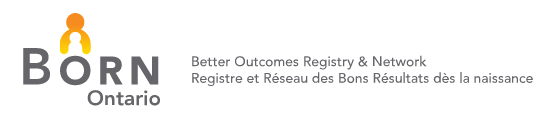 BORN
Ontario
Better Outcomes Registry & Network
Registre et Réseau des Bons Résultats dès la naissance